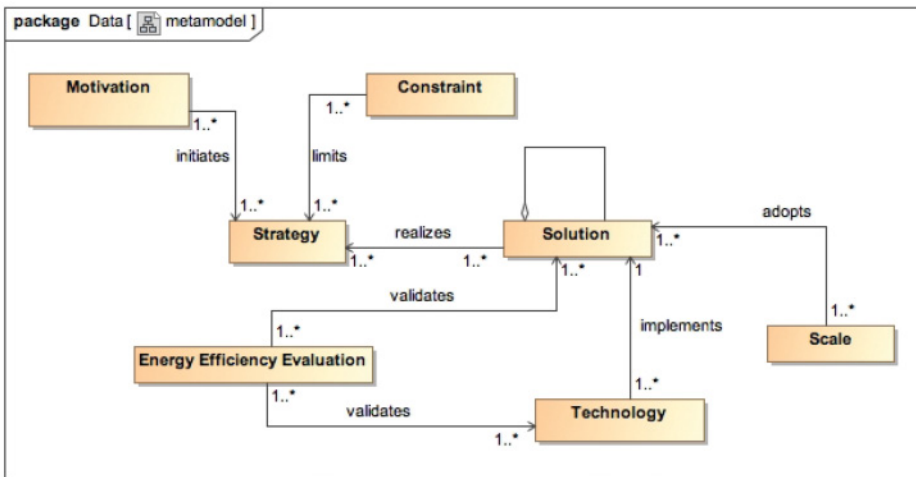 package Data [ metamodel ]
Motivation
Constraint
1..*
1..*
initiates
limits
1..*
1..*
adopts
Strategy
realizes
Solution
1..*
1..*
1..*
1..*
1
validates
implements
1..*
1..*
Scale
Energy Efficiency Evaluation
1..*
1..*
validates
Technology
1..*